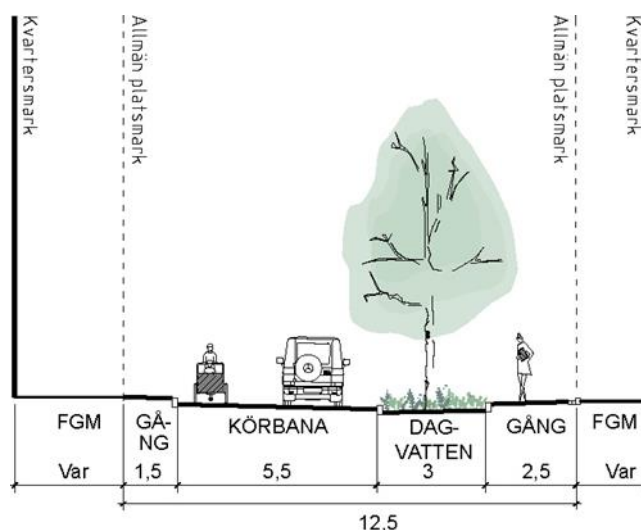 Kvartersmark
Allmän platsmark
Allmän platsmark
Kvartersmark
FGM
GÅ-
NG
KÖRBANA
DAG-
VATTEN
GÅNG
FGM
Var
1,5
5,5
3
2,5
Var
12,5